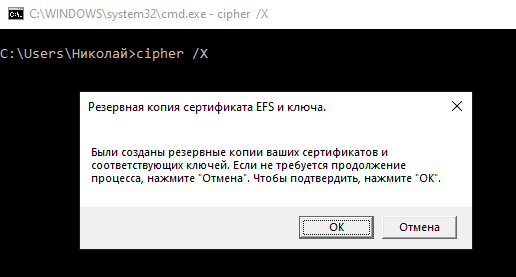 C:\WINDOWS\system32\cmd.exe - cipher /X
C:\Users\Николай>cipher /X
Резервная копия сертификата EFS и ключа.
Были созданы резервные копии ваших сертификатов и
соответствующих ключей. Если не требуется продолжение
процесса, нажмите "Отмена". Чтобы подтвердить, нажмите "ОК".
ОК
Отмена